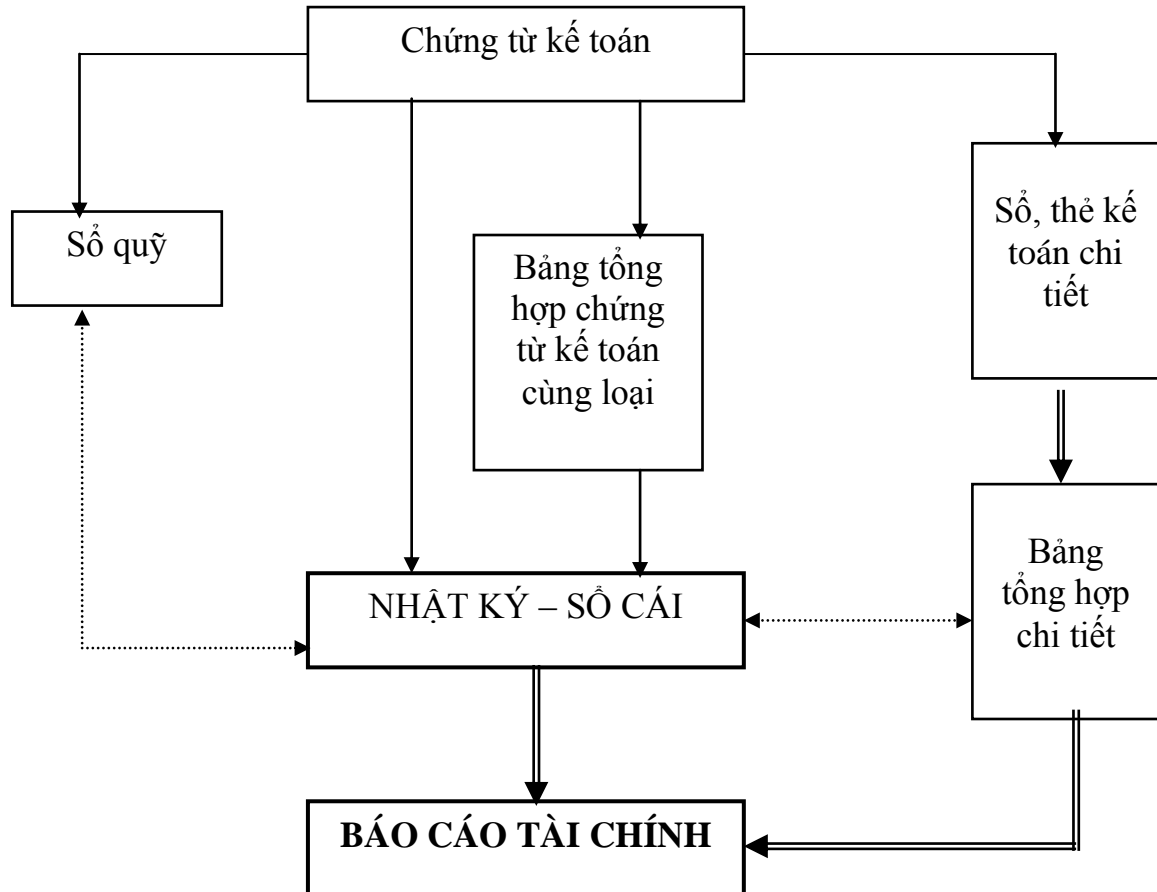 Chứng từ kế toán
Sổ quỹ
Bảng tổng
hợp chứng
từ kế toán
cùng loại
Sổ, thẻ kế
toán chi
tiết
NHẬT KÝ – SỔ CÁI
Bảng
tổng hợp
chi tiết
BÁO CÁO TÀI CHÍNH